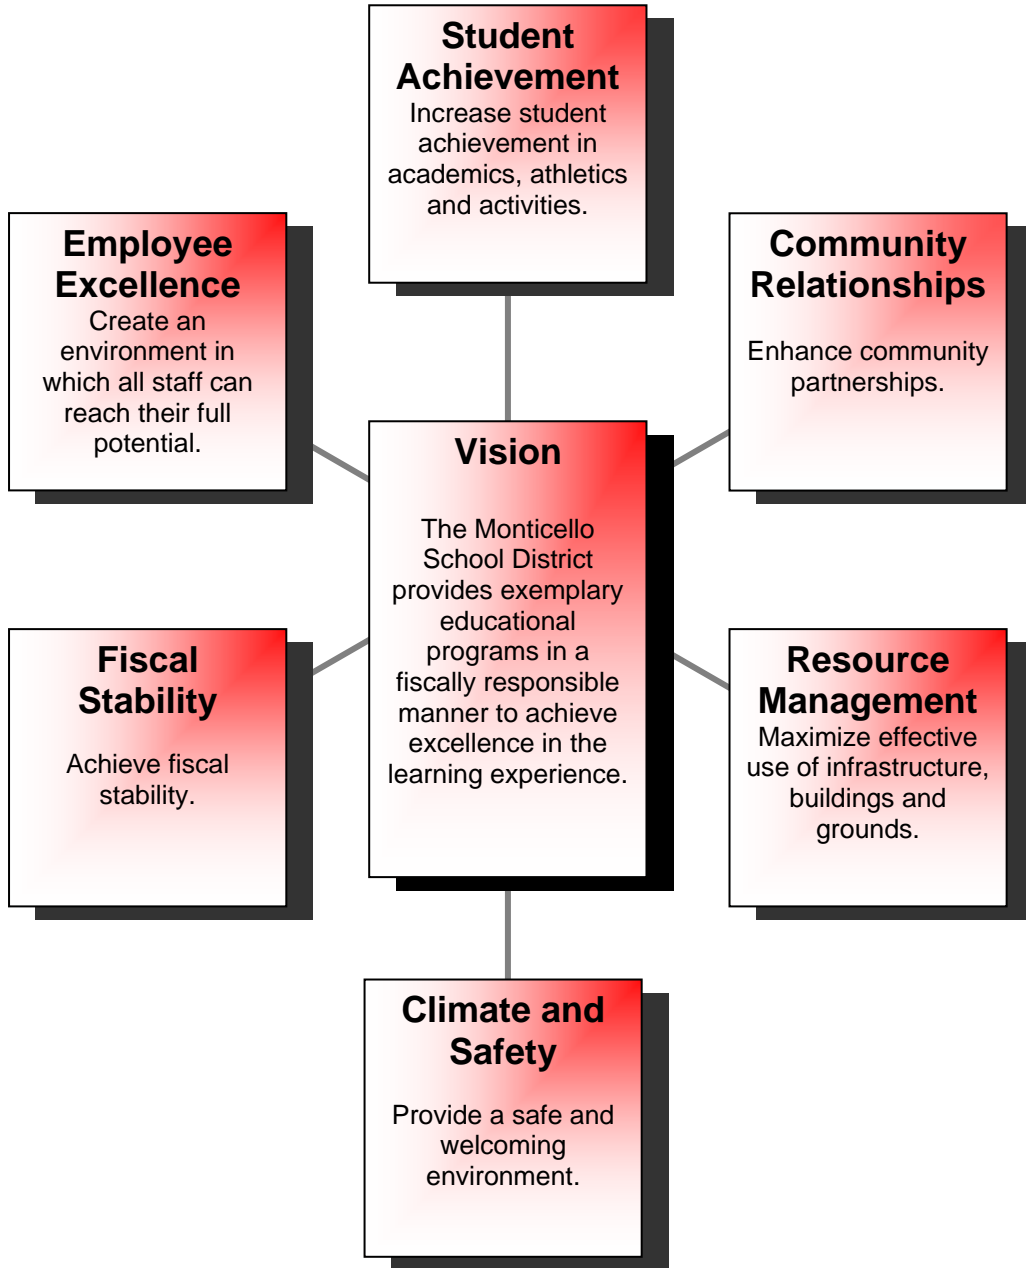 Student
Achievement
Increase student
achievement in
academics, athletics
and activities.
Employee
Excellence
Create an
environment in
which all staff can
reach their full
potential.
Community
Relationships
Enhance community
partnerships.
Vision
The Monticello
School District
provides exemplary
educational
programs in a
fiscally responsible
manner to achieve
excellence in the
learning experience.
Fiscal
Stability
Achieve fiscal
stability.
Resource
Management
Maximize effective
use of infrastructure,
buildings and
grounds.
Climate and
Safety
Provide a safe and
welcoming
environment.